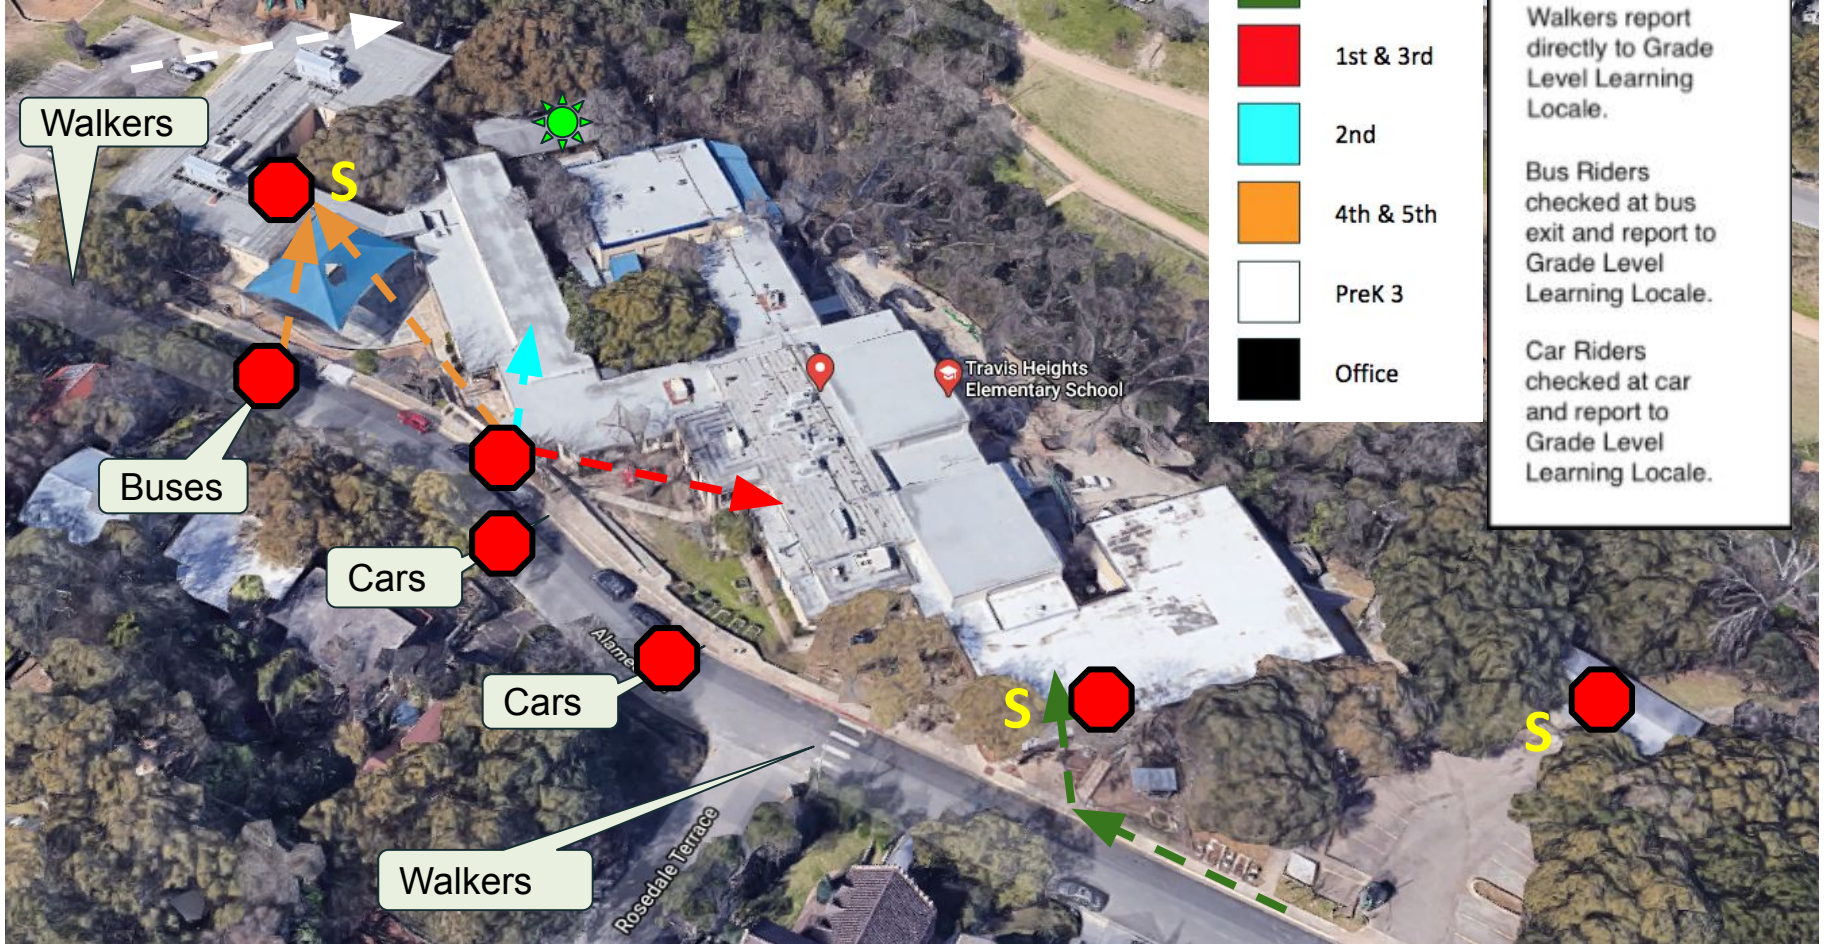 Walkers
S
Buses
Cars
Cars
Walkers
S
S
Travis Heights
Elementary School
Rosedale Terrace
1st & 3rd
2nd
4th & 5th
PreK 3
Office
Walkers report
directly to Grade
Level Learning
Locale.
Bus Riders
checked at bus
exit and report to
Grade Level
Learning Locale.
Car Riders
checked at car
and report to
Grade Level
Learning Locale.